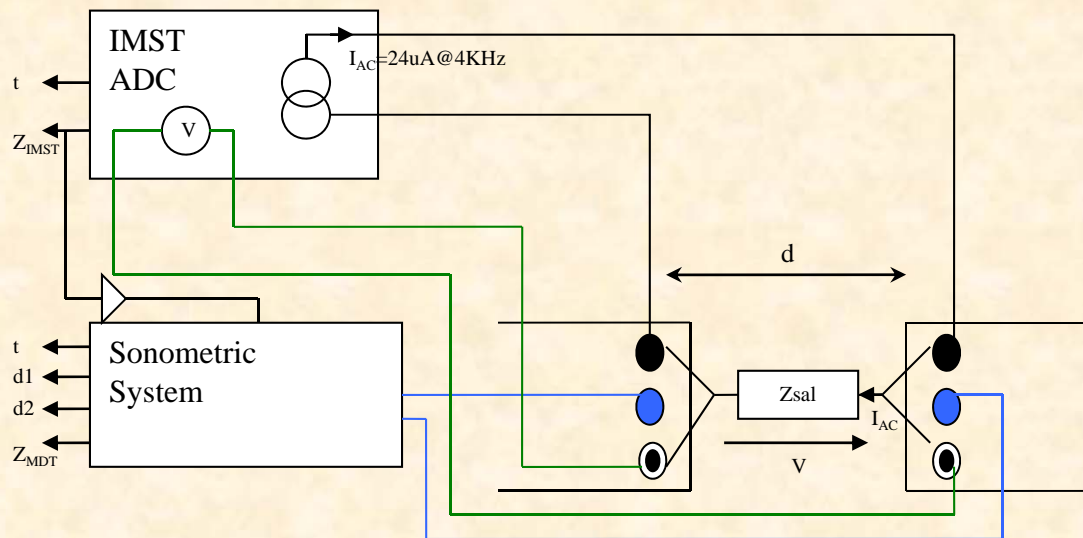 IMST
ADC
I_AC=24uA@4KHz
t
V
Z_IMST
d
Sonometric
System
t
d1
d2
Z_MDT
Zsal
I_AC
V